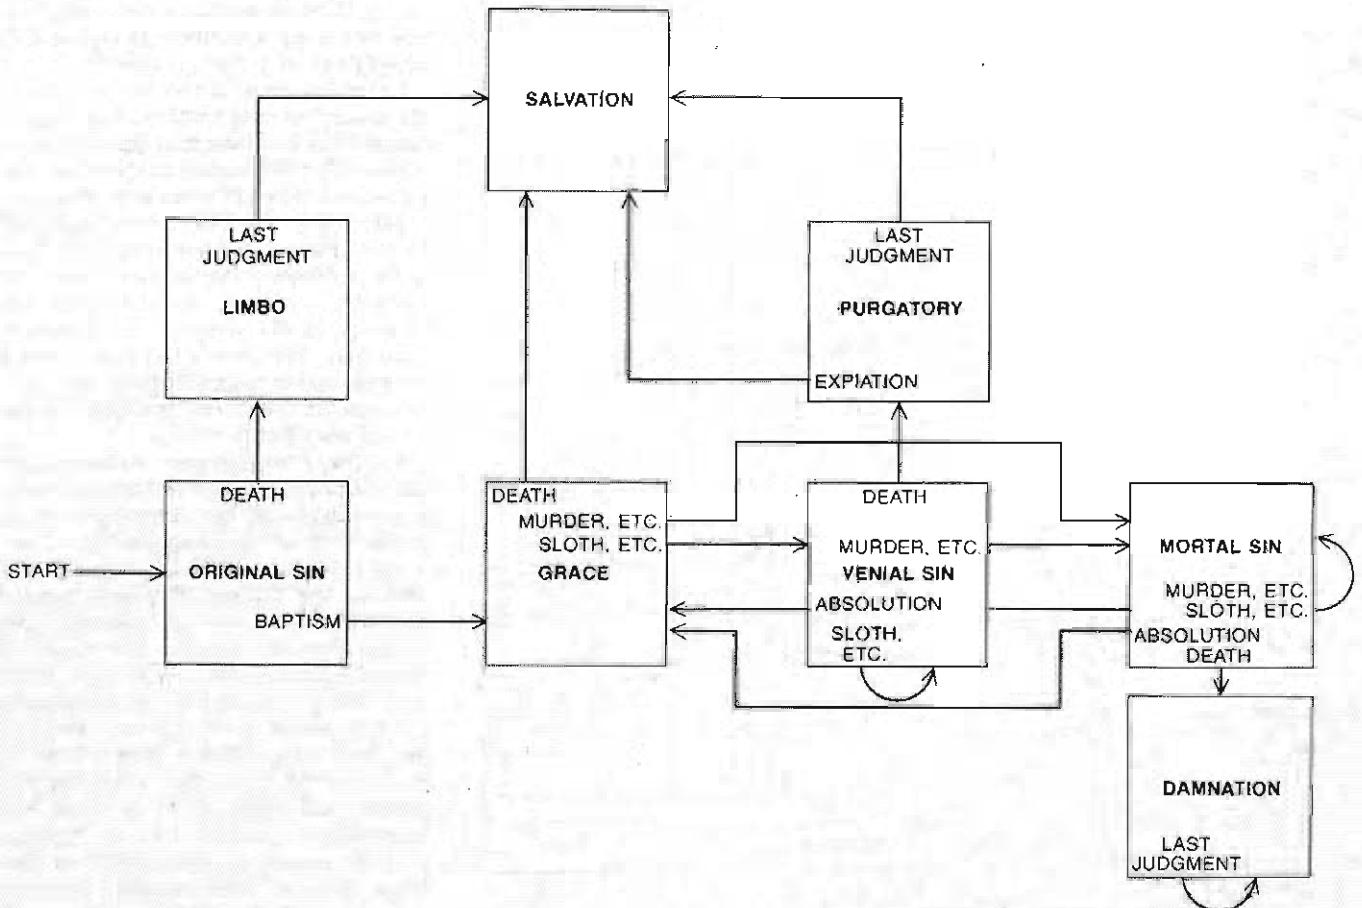 SALVATION
LAST
JUDGMENT
LIMBO
LAST
JUDGMENT
PURGATORY
EXPIATION
START
DEATH
ORIGINAL SIN
BAPTISM
DEATH
MURDER, ETC.
SLOTH, ETC.
GRACE
DEATH
MURDER, ETC.
VENIAL SIN
ABSOLUTION
SLOTH,
ETC.
MORTAL SIN
MURDER, ETC.
SLOTH, ETC.
ABSOLUTION
DEATH
DAMNATION
LAST
JUDGMENT